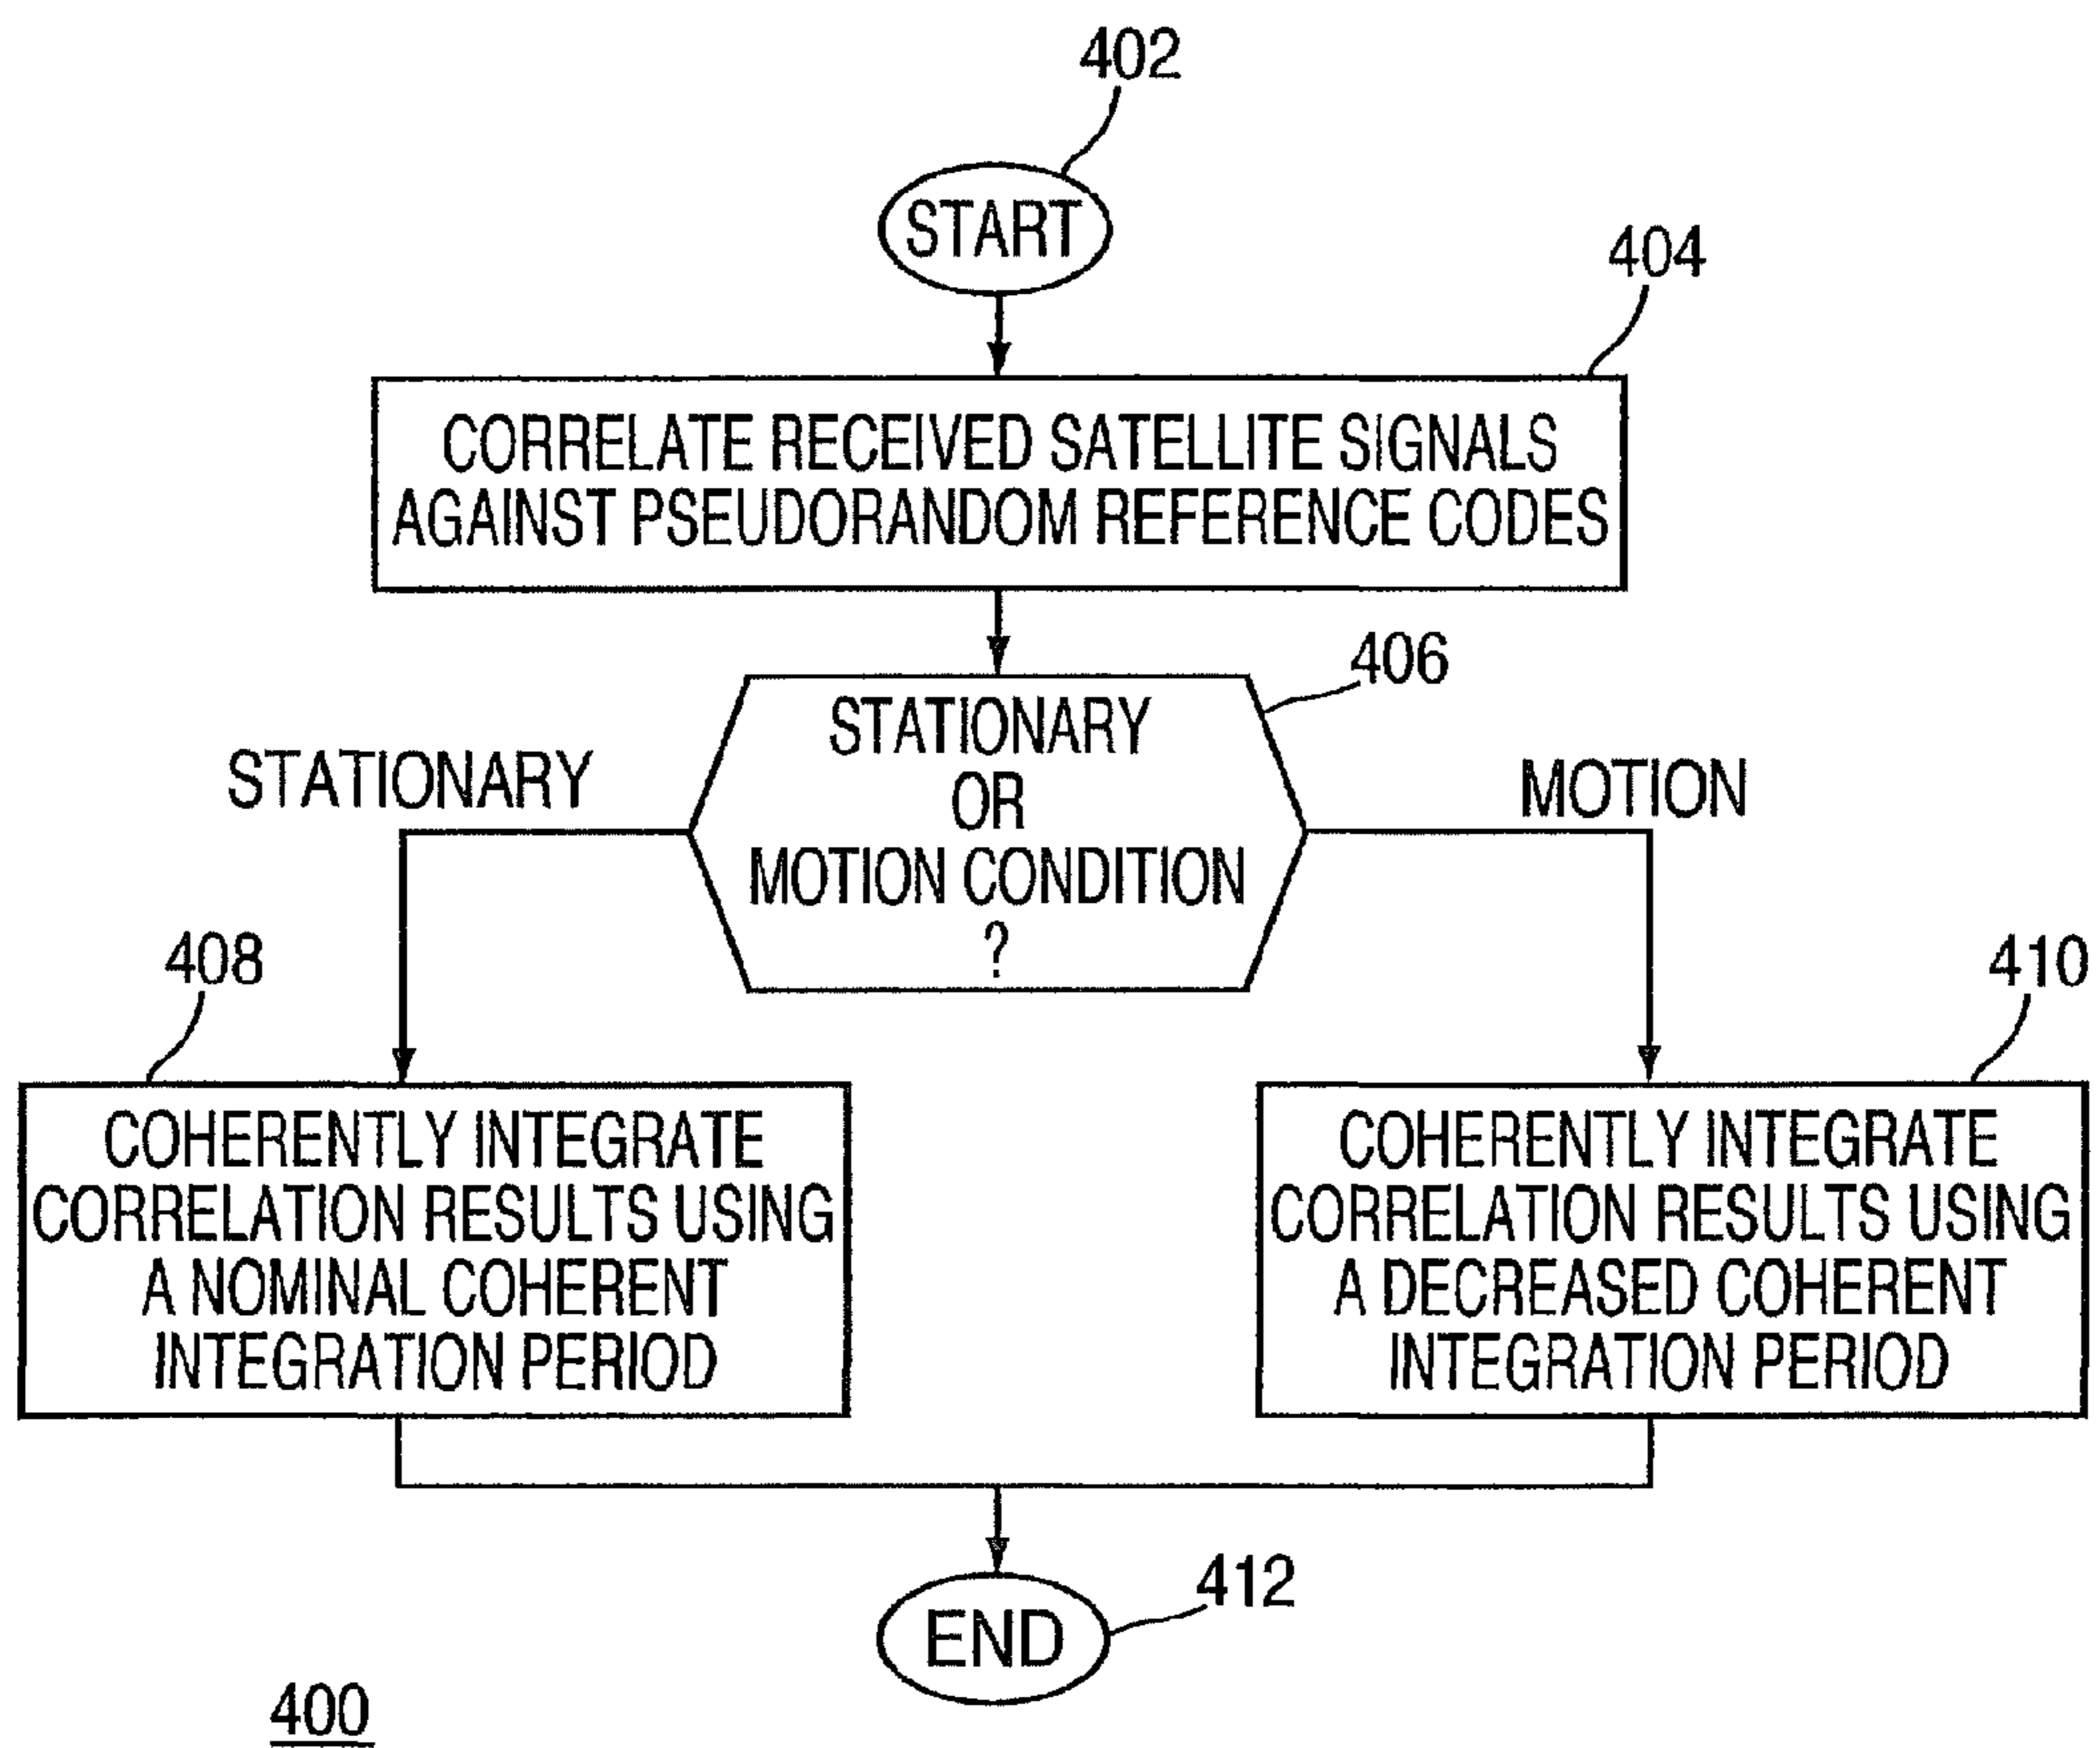 402
START
404
CORRELATE RECEIVED SATELLITE SIGNALS
AGAINST PSEUDORANDOM REFERENCE CODES
406
STATIONARY
OR
MOTION CONDITION
?
STATIONARY
MOTION
408
COHERENTLY INTEGRATE
CORRELATION RESULTS USING
A NOMINAL COHERENT
INTEGRATION PERIOD
410
COHERENTLY INTEGRATE
CORRELATION RESULTS USING
A DECREASED COHERENT
INTEGRATION PERIOD
412
END
400